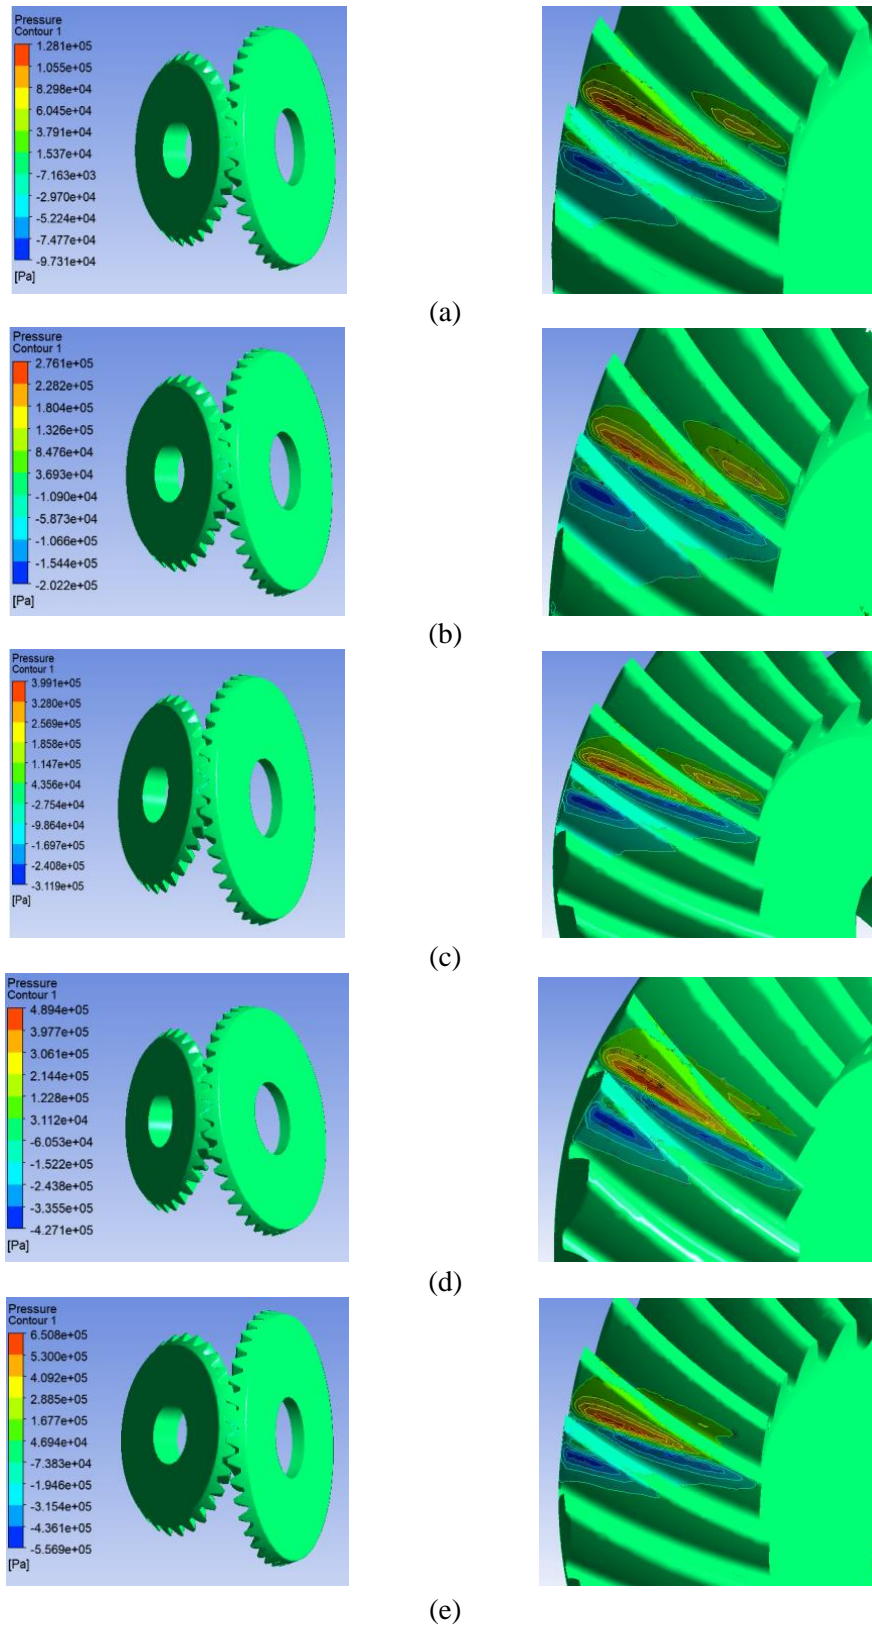 Pressure
Contour 1
1.281e+05
1.055e+05
8.298e+04
6.045e+04
3.791e+04
1.537e+04
-7.163e+03
-2.970e+04
-5.224e+04
-7.477e+04
-9.731e+04
[Pa]
(a)
Pressure
Contour 1
2.761e+05
2.282e+05
1.804e+05
1.326e+05
8.476e+04
3.693e+04
-1.090e+04
-5.873e+04
-1.066e+05
-1.544e+05
-2.022e+05
[Pa]
(b)
Pressure
Contour 1
3.991e+05
3.280e+05
2.569e+05
1.858e+05
1.147e+05
4.356e+04
-2.754e+04
-9.864e+04
-1.697e+05
-2.408e+05
-3.119e+05
[Pa]
(c)
Pressure
Contour 1
4.894e+05
3.977e+05
3.061e+05
2.144e+05
1.228e+05
3.112e+04
-6.053e+04
-1.522e+05
-2.438e+05
-3.355e+05
-4.271e+05
[Pa]
(d)
Pressure
Contour 1
6.508e+05
5.300e+05
4.092e+05
2.885e+05
1.677e+05
4.694e+04
-7.383e+04
-1.946e+05
-3.154e+05
-4.361e+05
-5.569e+05
[Pa]
(e)